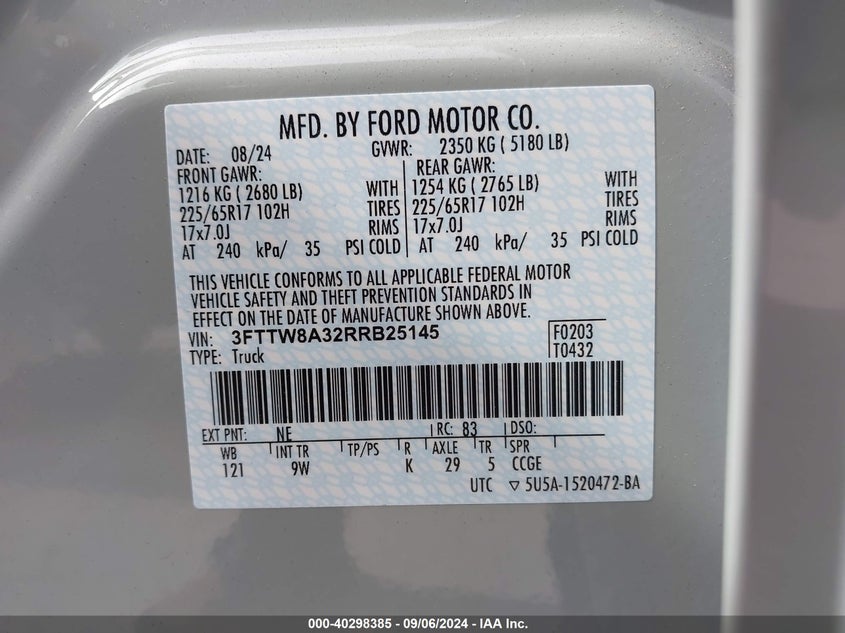 MFD. BY FORD MOTOR CO.
DATE: 08/24 GVWR: 2350 KG ( 5180 LB)
FRONT GAWR: REAR GAWR:
1216 KG ( 2680 LB) WITH 1254 KG ( 2765 LB) WITH
225/65R17 102H TIRES 225/65R17 102H TIRES
17x7.0J RIMS 17x7.0J RIMS
AT 240 kPa/ 35 PSI COLD AT 240 kPa/ 35 PSI COLD
THIS VEHICLE CONFORMS TO ALL APPLICABLE FEDERAL MOTOR
VEHICLE SAFETY AND THEFT PREVENTION STANDARDS IN
EFFECT ON THE DATE OF MANUFACTURE SHOWN ABOVE.
VIN: 3FTTW8A32RRB25145 F0203
TYPE: Truck T0432
EXT PNT: NE RC: 83 DSO:
WB INT TR TP/PS R AXLE TR SPR
121 9W K 29 5 CCGE
UTC ▽ 5U5A-1520472-BA
000-40298385 - 09/06/2024 - IAA Inc.